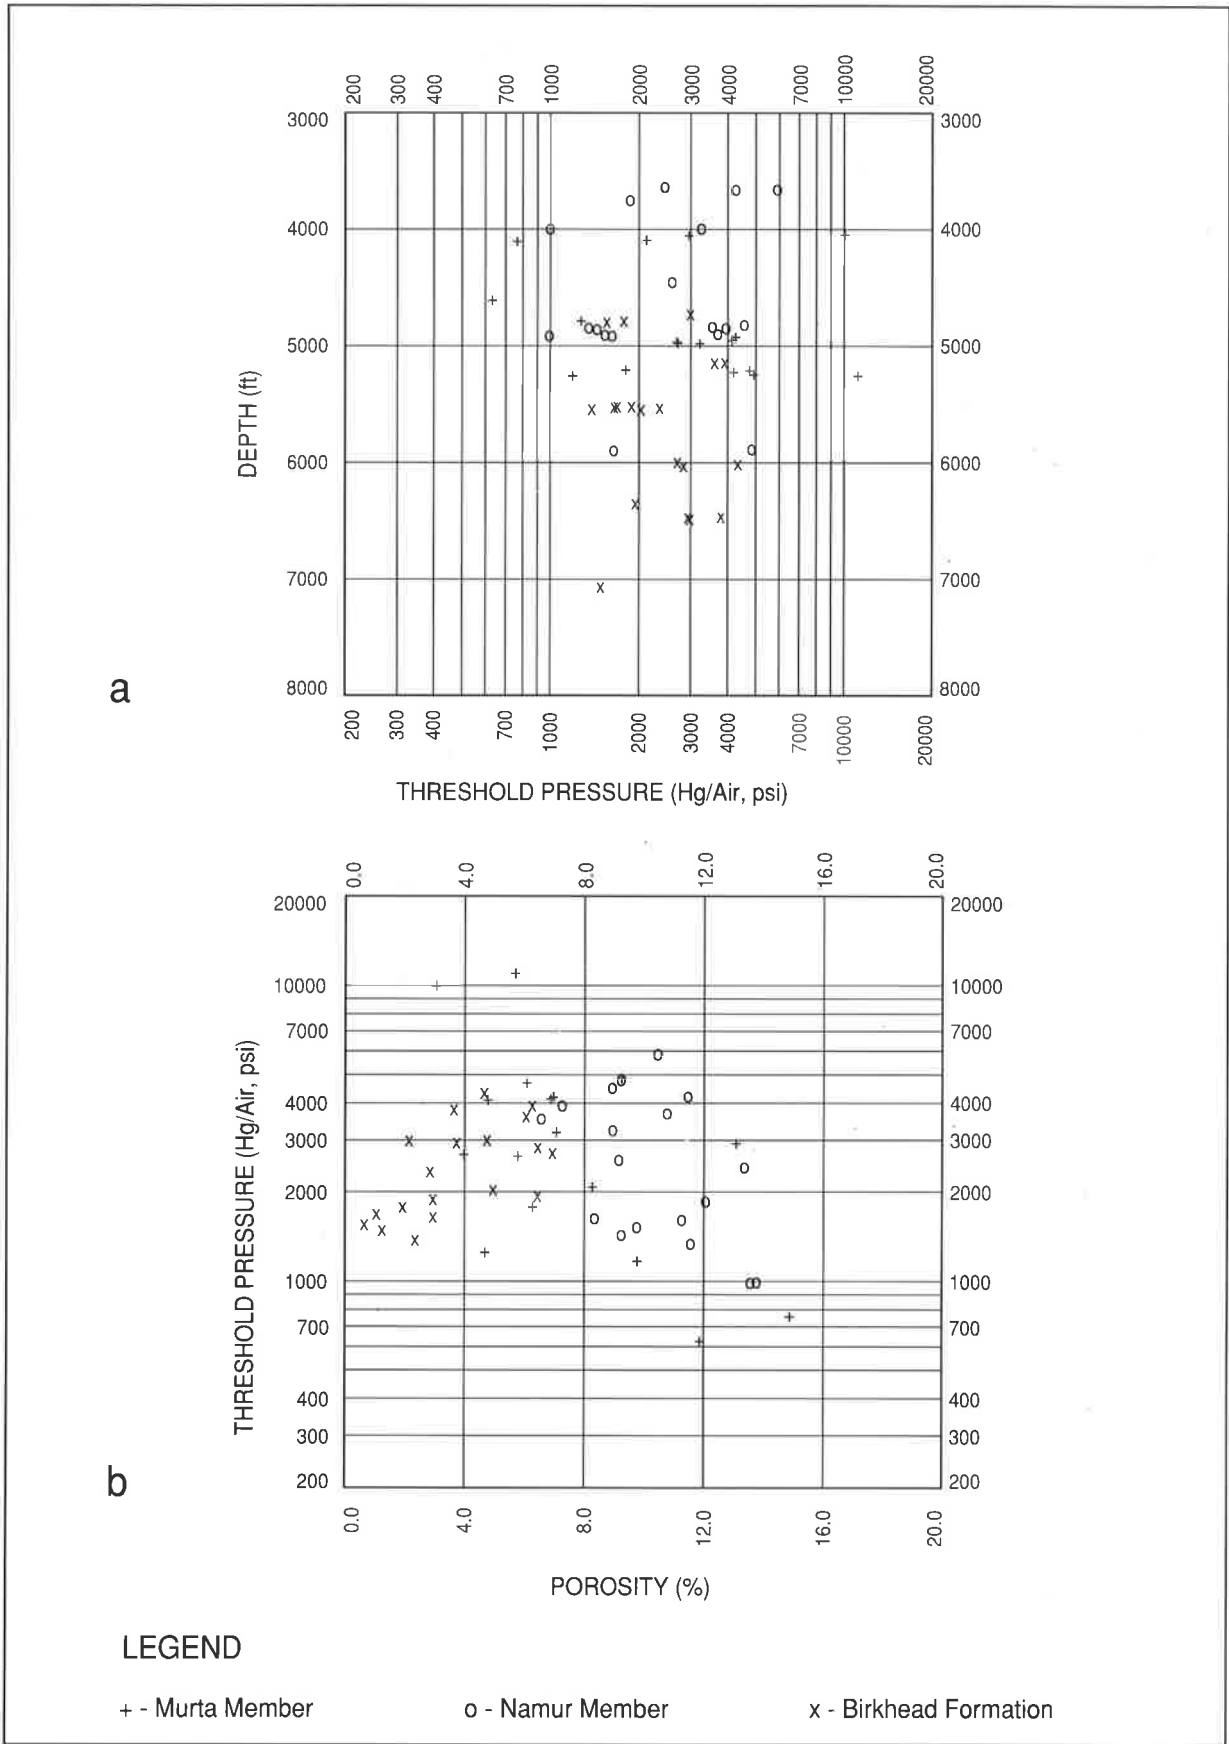 200 300 400 700 1000 2000 3000 4000 7000 10000 20000
3000 3000
4000 4000
5000 5000
DEPTH (ft)
6000 6000
7000 7000
a
8000 8000
200 300 400 700 1000 2000 3000 4000 7000 10000 20000
THRESHOLD PRESSURE (Hg/Air, psi)
0.0 4.0 8.0 12.0 16.0 20.0
20000 20000
10000 10000
7000 7000
4000 4000
3000 3000
THRESHOLD PRESSURE (Hg/Air, psi)
2000 2000
1000 1000
700 700
400 400
300 300
b
200 200
0.0 4.0 8.0 12.0 16.0 20.0
POROSITY (%)
LEGEND
+ - Murta Member o - Namur Member x - Birkhead Formation